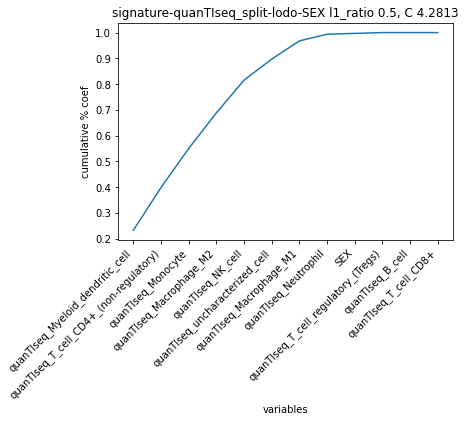 signature-quanTIseq_split-lodo-SEX l1_ratio 0.5, C 4.2813
cumulative % coef
1.0
0.9
0.8
0.7
0.6
0.5
0.4
0.3
0.2
quanTIseq_Myeloid_dendritic_cell
quanTIseq_T_cell_CD4+_(non-regulatory)
quanTIseq_Monocyte
quanTIseq_Macrophage_M2
quanTIseq_NK_cell
quanTIseq_uncharacterized_cell
quanTIseq_Macrophage_M1
quanTIseq_Neutrophil
SEX
quanTIseq_T_cell_regulatory_(Tregs)
quanTIseq_B_cell
quanTIseq_T_cell_CD8+
variables